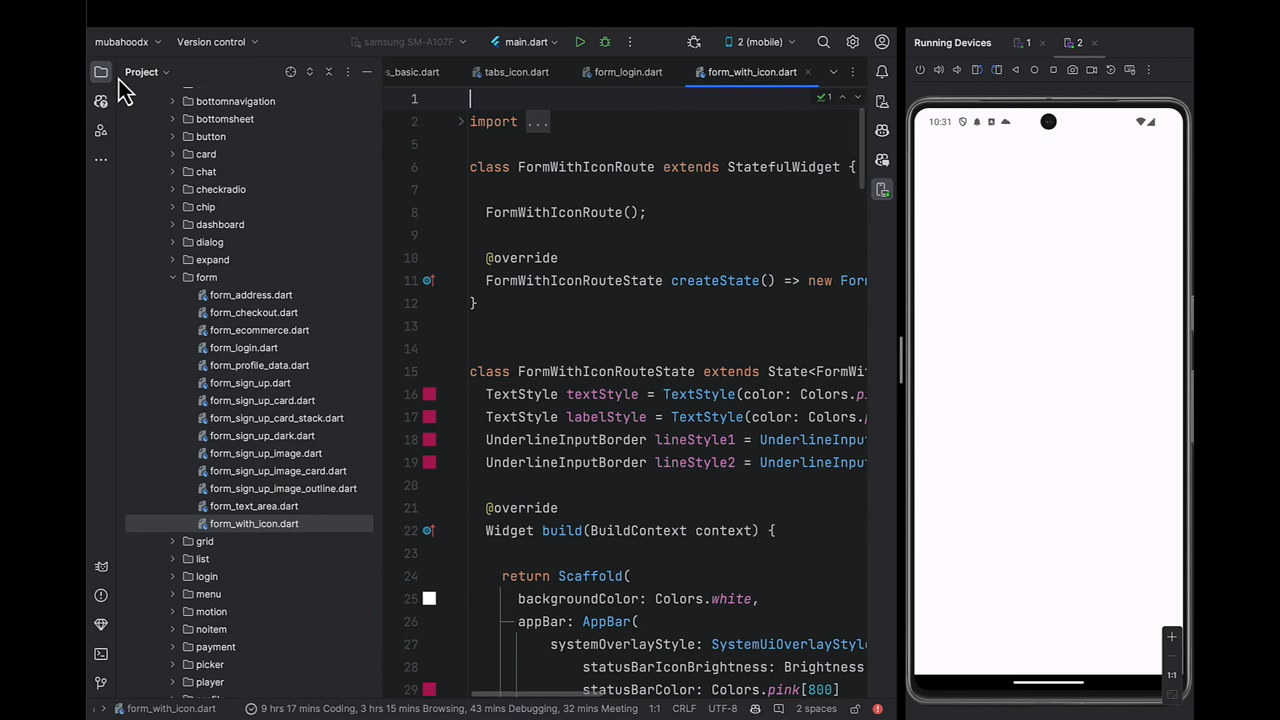 mubahoodx Version control samsung SM-A107F main.dart 2 (mobile)
Running Devices 1 2
Project
s_basic.dart tabs_icon.dart form_login.dart form_with_icon.dart
bottomnavigation
bottomsheet
button
card
chat
checkradio
chip
dashboard
dialog
expand
form
form_address.dart
form_checkout.dart
form_ecommerce.dart
form_login.dart
form_profile_data.dart
form_sign_up.dart
form_sign_up_card.dart
form_sign_up_card_stack.dart
form_sign_up_dark.dart
form_sign_up_image.dart
form_sign_up_image_card.dart
form_sign_up_image_outline.dart
form_text_area.dart
form_with_icon.dart
grid
list
login
menu
motion
noitem
payment
picker
player
1
2 import ...
5
6 class FormWithIconRoute extends StatefulWidget {
7
8 FormWithIconRoute();
9
10 @override
11 FormWithIconRouteState createState() => new Form
12 }
13
14
15 class FormWithIconRouteState extends State<FormWit
16 TextStyle textStyle = TextStyle(color: Colors.pi
17 TextStyle labelStyle = TextStyle(color: Colors.p
18 UnderlineInputBorder lineStyle1 = UnderlineInput
19 UnderlineInputBorder lineStyle2 = UnderlineInput
20
21 @override
22 Widget build(BuildContext context) {
23
24 return Scaffold(
25 backgroundColor: Colors.white,
26 appBar: AppBar(
27 systemOverlayStyle: SystemUiOverlayStyle
28 statusBarIconBrightness: Brightness
29 statusBarColor: Colors.pink[800]
1
10:31
1:1
form_with_icon.dart 9 hrs 17 mins Coding, 3 hrs 15 mins Browsing, 43 mins Debugging, 32 mins Meeting 1:1 CRLF UTF-8 2 spaces